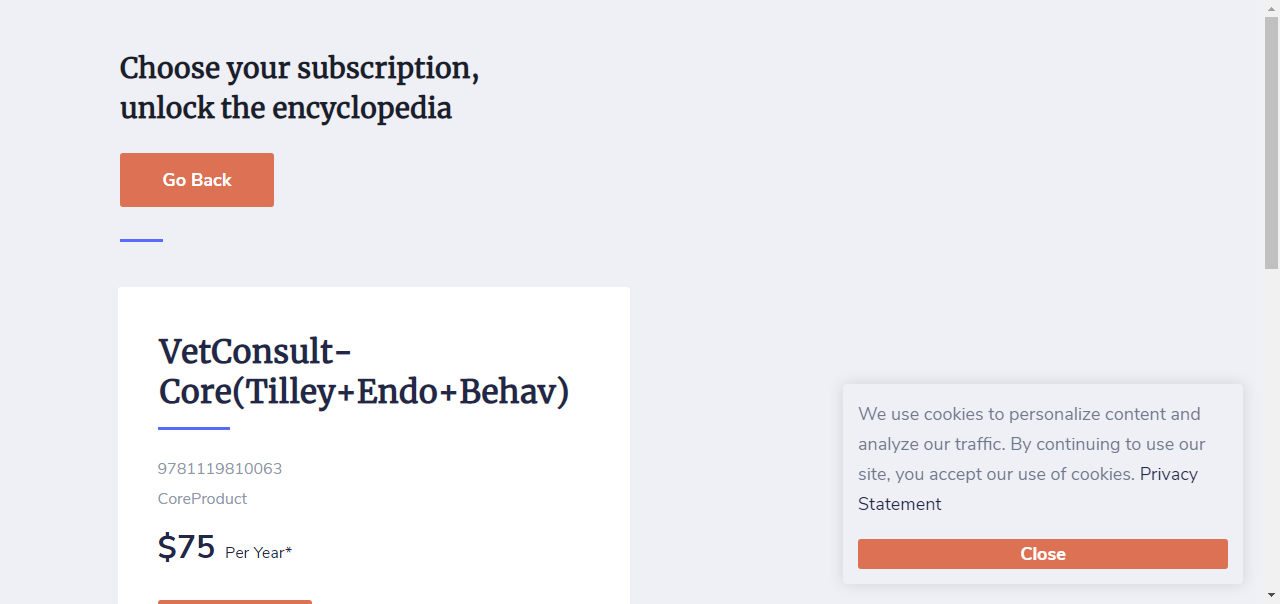 Choose your subscription,
unlock the encyclopedia
Go Back
VetConsult-
Core(Tilley+Endo+Behav)
9781119810063
CoreProduct
$75 Per Year*
We use cookies to personalize content and
analyze our traffic. By continuing to use our
site, you accept our use of cookies. Privacy
Statement
Close